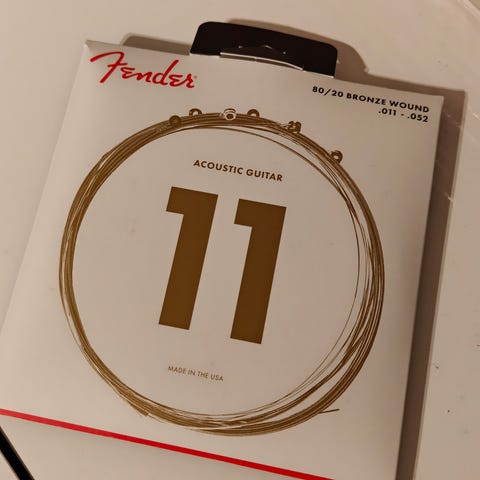 Fender
80/20 BRONZE WOUND
.011 - .052
ACOUSTIC GUITAR
11
MADE IN THE USA